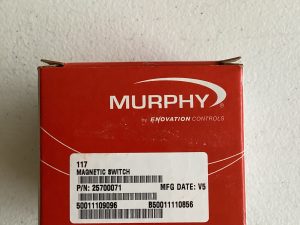 MURPHY
by ENOVATION CONTROLS
117
MAGNETIC SWITCH
P/N: 25700071 MFG DATE: V5
50011109096 B50011110856